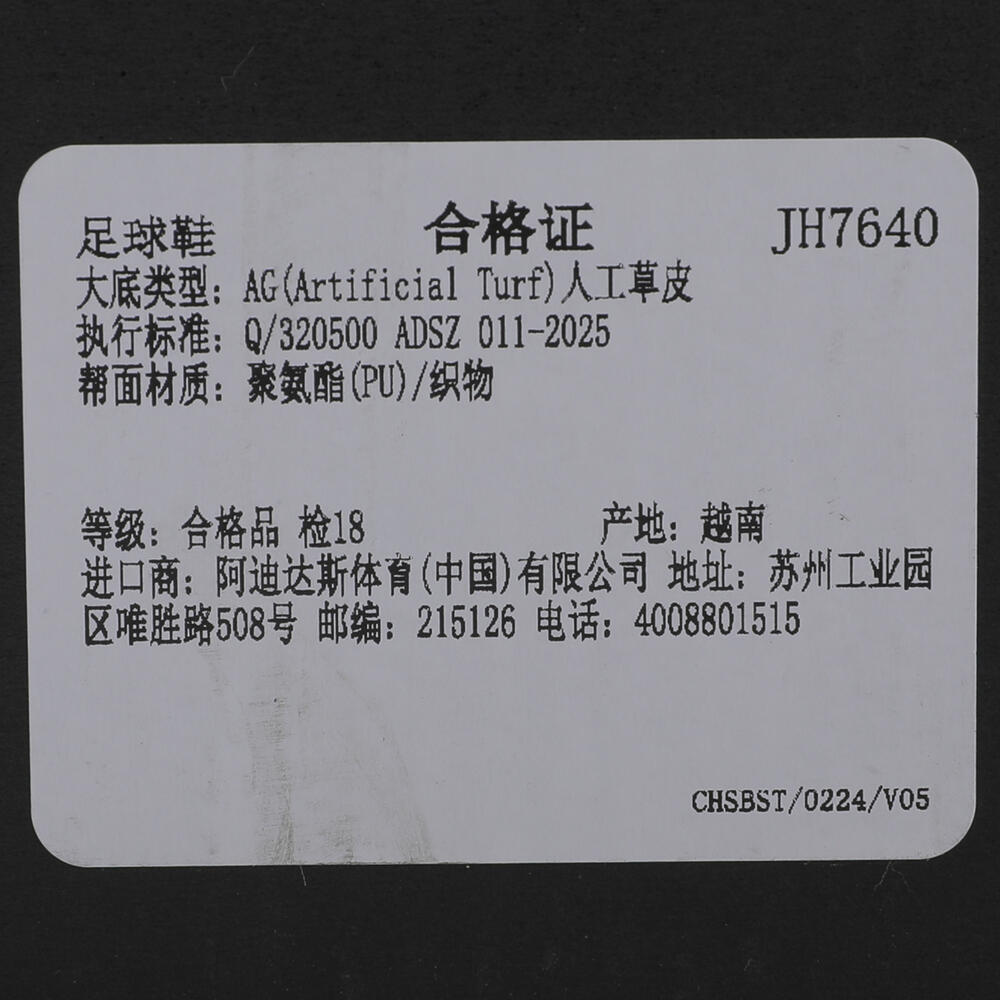 足球鞋 合格证 JH7640
大底类型：AG(Artificial Turf)人工草皮
执行标准：Q/320500 ADSZ 011-2025
帮面材质：聚氨酯(PU)/织物
等级：合格品 检18 产地：越南
进口商：阿迪达斯体育(中国)有限公司 地址：苏州工业园
区唯胜路508号 邮编：215126 电话：4008801515
CHSBST/0224/V05